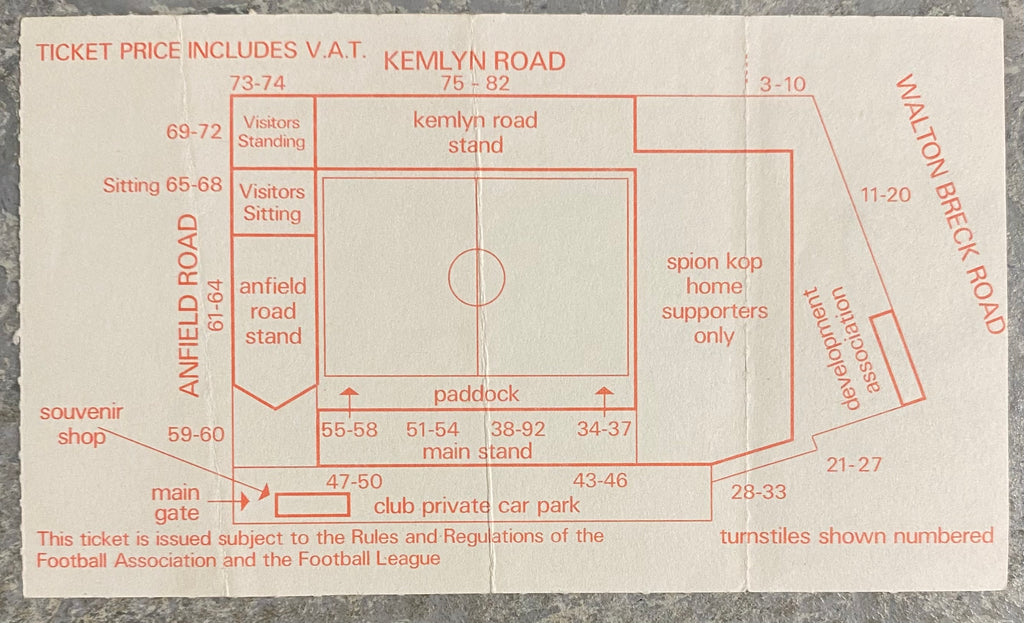 TICKET PRICE INCLUDES V.A.T.
KEMLYN ROAD
73-74
75 - 82
3-10
69-72
Visitors
Standing
kemlyn road
stand
WALTON BRECK ROAD
Sitting 65-68
Visitors
Sitting
11-20
ANFIELD ROAD
61-64
anfield
road
stand
spion kop
home
supporters
only
development
association
paddock
souvenir
shop
59-60
55-58
51-54
38-92
34-37
main stand
21-27
47-50
43-46
28-33
main
gate
club private car park
This ticket is issued subject to the Rules and Regulations of the
Football Association and the Football League
turnstiles shown numbered